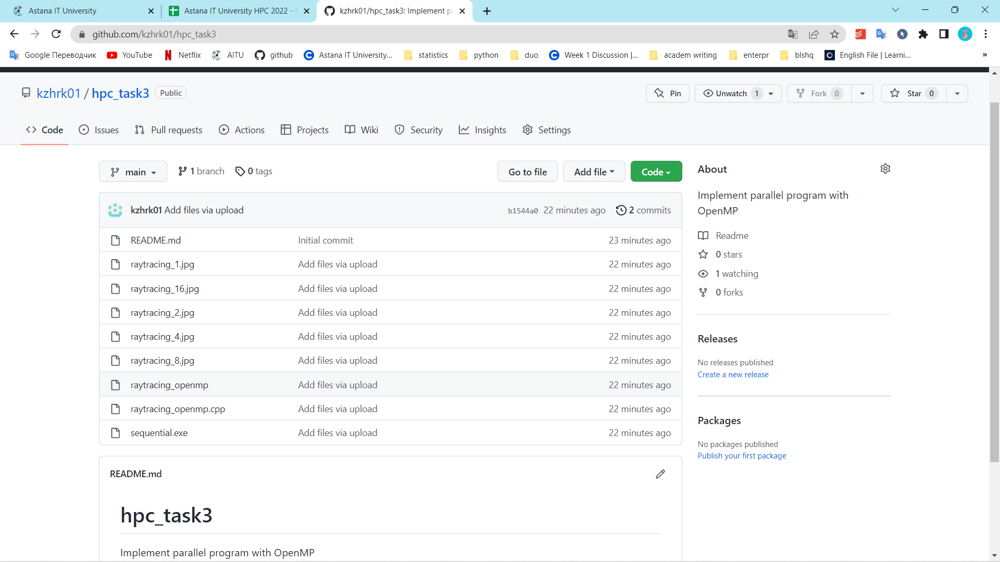 Astana IT University
Astana IT University HPC 2022 -
kzhrk01/hpc_task3: Implement p
github.com/kzhrk01/hpc_task3
Google Переводчик YouTube Netflix AITU github Astana IT University... statistics python duo Week 1 Discussion |... academ writing enterpr blshq English File | Learni... »
kzhrk01 / hpc_task3 Public
Pin Unwatch 1 Fork 0 Star 0
Code Issues Pull requests Actions Projects Wiki Security Insights Settings
main 1 branch 0 tags Go to file Add file Code
kzhrk01 Add files via upload b1544a0 22 minutes ago 2 commits
README.md Initial commit 23 minutes ago
raytracing_1.jpg Add files via upload 22 minutes ago
raytracing_16.jpg Add files via upload 22 minutes ago
raytracing_2.jpg Add files via upload 22 minutes ago
raytracing_4.jpg Add files via upload 22 minutes ago
raytracing_8.jpg Add files via upload 22 minutes ago
raytracing_openmp Add files via upload 22 minutes ago
raytracing_openmp.cpp Add files via upload 22 minutes ago
sequential.exe Add files via upload 22 minutes ago
README.md
hpc_task3
Implement parallel program with OpenMP
About
Implement parallel program with
OpenMP
Readme
0 stars
1 watching
0 forks
Releases
No releases published
Create a new release
Packages
No packages published
Publish your first package